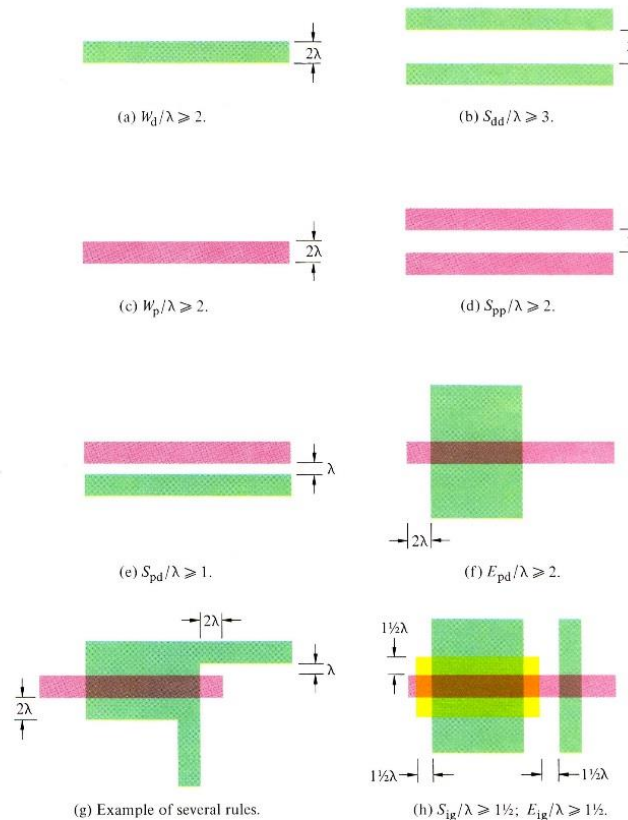 2λ
(a) W_d/λ ⩾ 2.
(b) S_dd/λ ⩾ 3.
2λ
(c) W_p/λ ⩾ 2.
(d) S_pp/λ ⩾ 2.
λ
(e) S_pd/λ ⩾ 1.
2λ
(f) E_pd/λ ⩾ 2.
2λ
λ
2λ
(g) Example of several rules.
1½λ
1½λ
1½λ
(h) S_ig/λ ⩾ 1½; E_ig/λ ⩾ 1½.